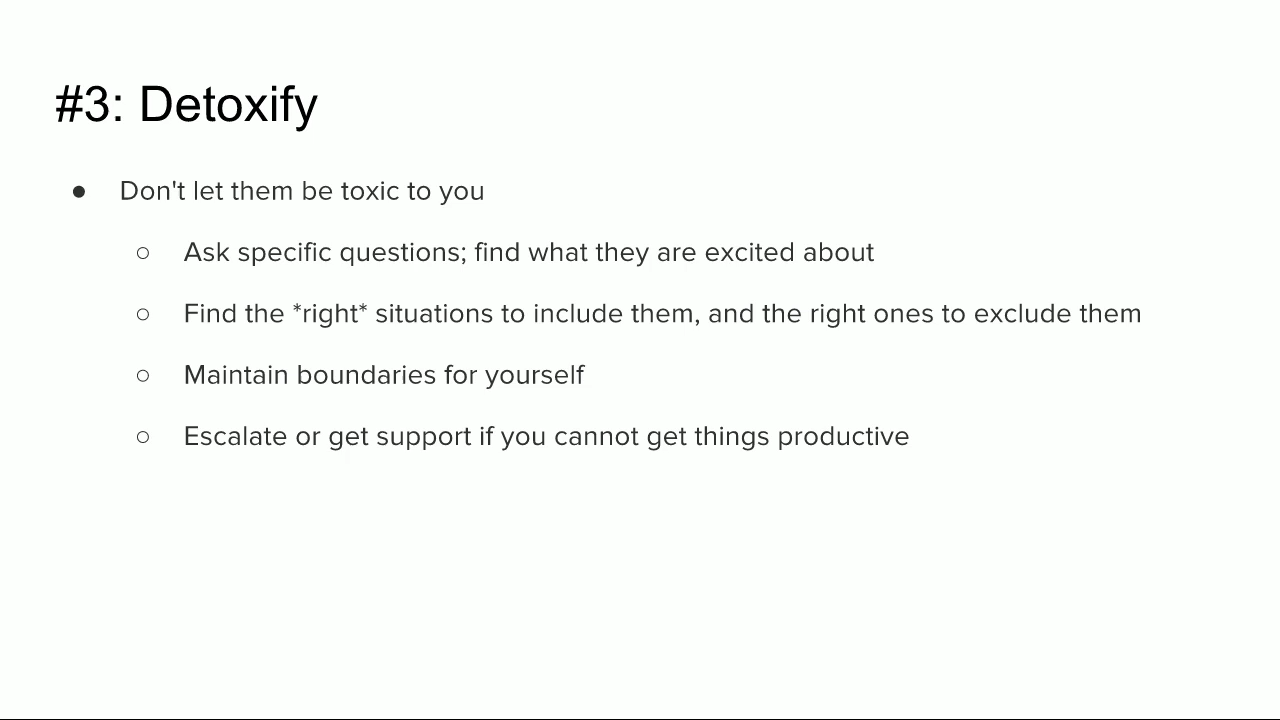 #3: Detoxify
● Don't let them be toxic to you
○ Ask specific questions; find what they are excited about
○ Find the *right* situations to include them, and the right ones to exclude them
○ Maintain boundaries for yourself
○ Escalate or get support if you cannot get things productive